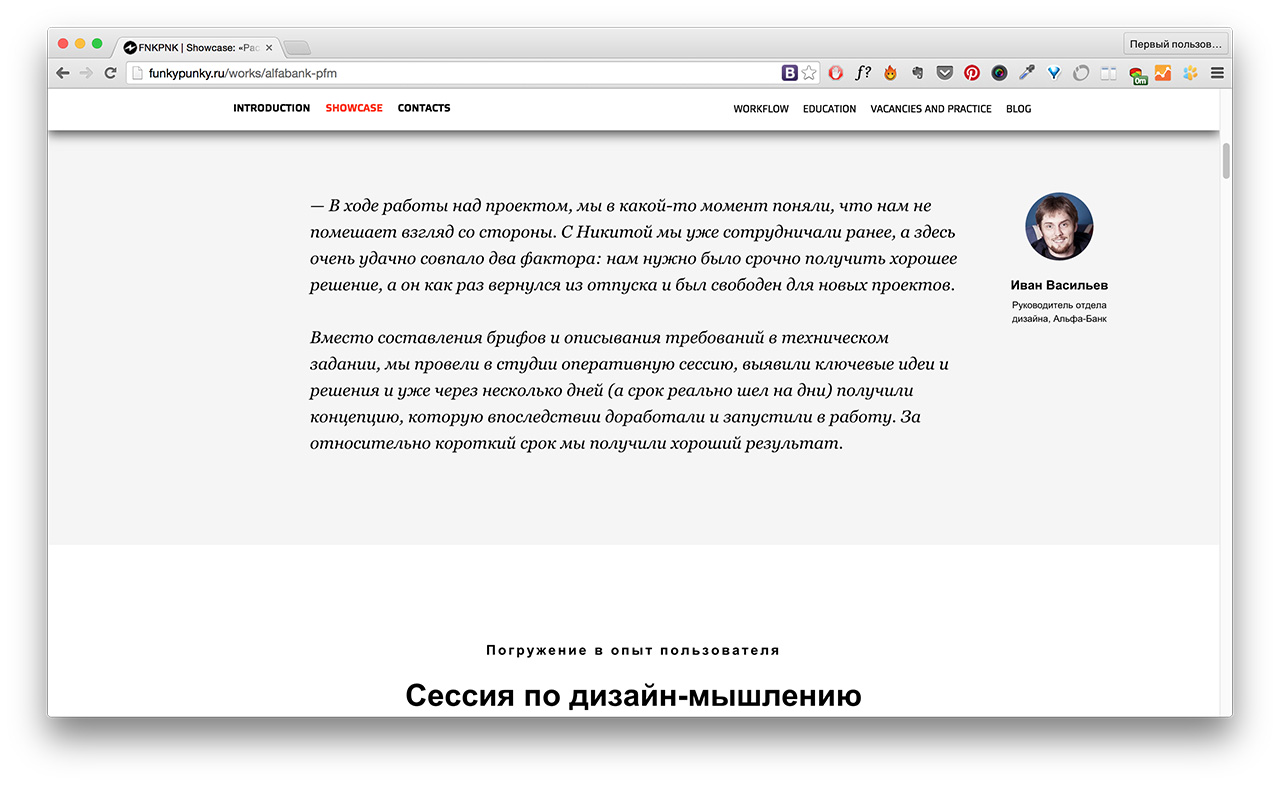 FNKPNK | Showcase: «Рас
Первый пользов…
funkypunky.ru/works/alfabank-pfm
B
f?
0m
INTRODUCTION SHOWCASE CONTACTS WORKFLOW EDUCATION VACANCIES AND PRACTICE BLOG
— В ходе работы над проектом, мы в какой-то момент поняли, что нам не
помешает взгляд со стороны. С Никитой мы уже сотрудничали ранее, а здесь
очень удачно совпало два фактора: нам нужно было срочно получить хорошее
решение, а он как раз вернулся из отпуска и был свободен для новых проектов.
Вместо составления брифов и описывания требований в техническом
задании, мы провели в студии оперативную сессию, выявили ключевые идеи и
решения и уже через несколько дней (а срок реально шел на дни) получили
концепцию, которую впоследствии доработали и запустили в работу. За
относительно короткий срок мы получили хороший результат.
Иван Васильев
Руководитель отдела
дизайна, Альфа-Банк
Погружение в опыт пользователя
Сессия по дизайн-мышлению